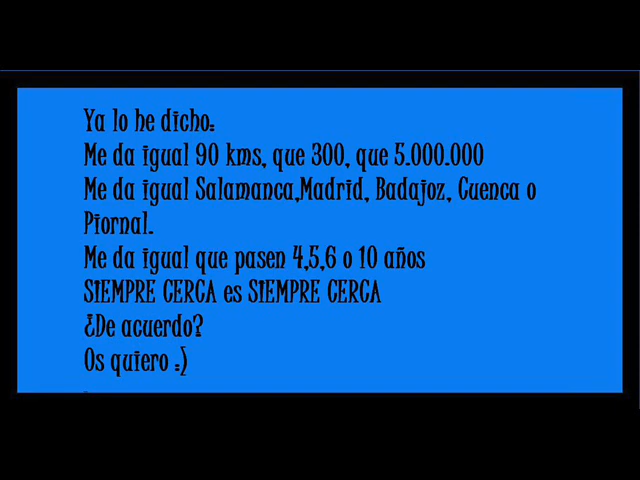 Ya lo he dicho:
Me da igual 90 kms, que 300, que 5.000.000
Me da igual Salamanca,Madrid, Badajoz, Cuenca o
Piornal.
Me da igual que pasen 4,5,6 o 10 años
SIEMPRE CERCA es SIEMPRE CERCA
¿De acuerdo?
Os quiero :)